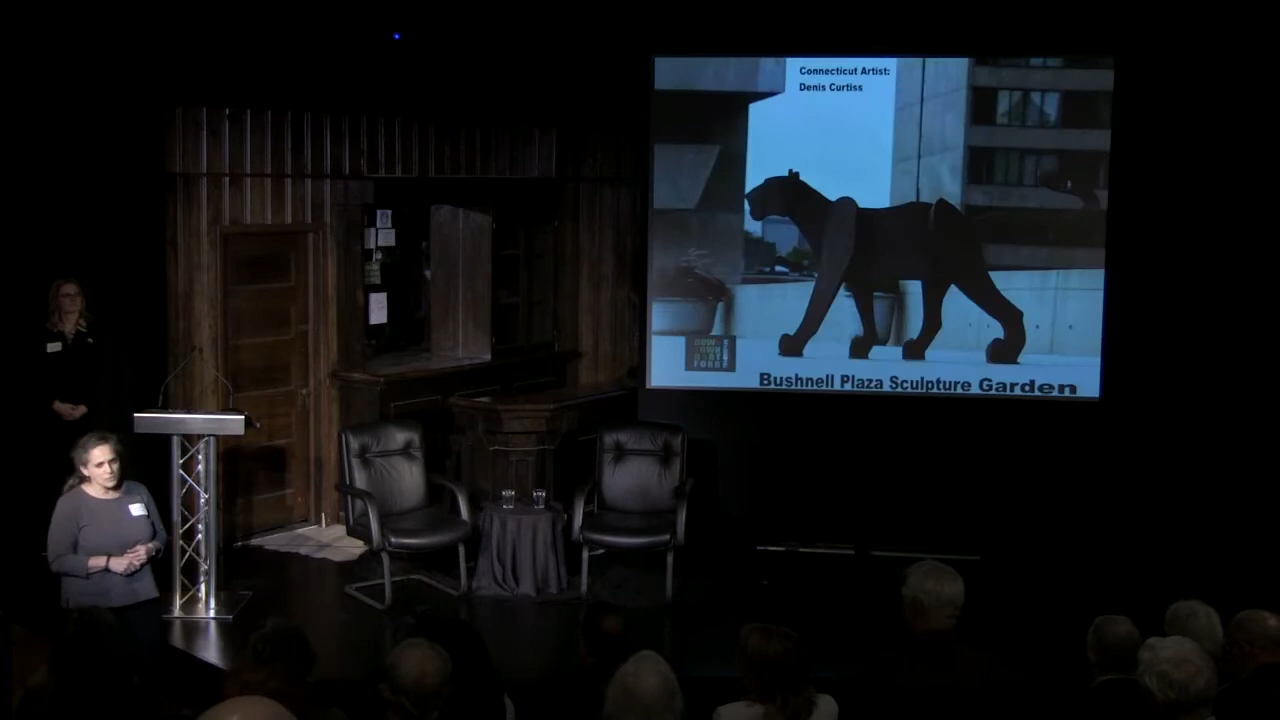 Connecticut Artist:
Denis Curtiss
Bushnell Plaza Sculpture Garden